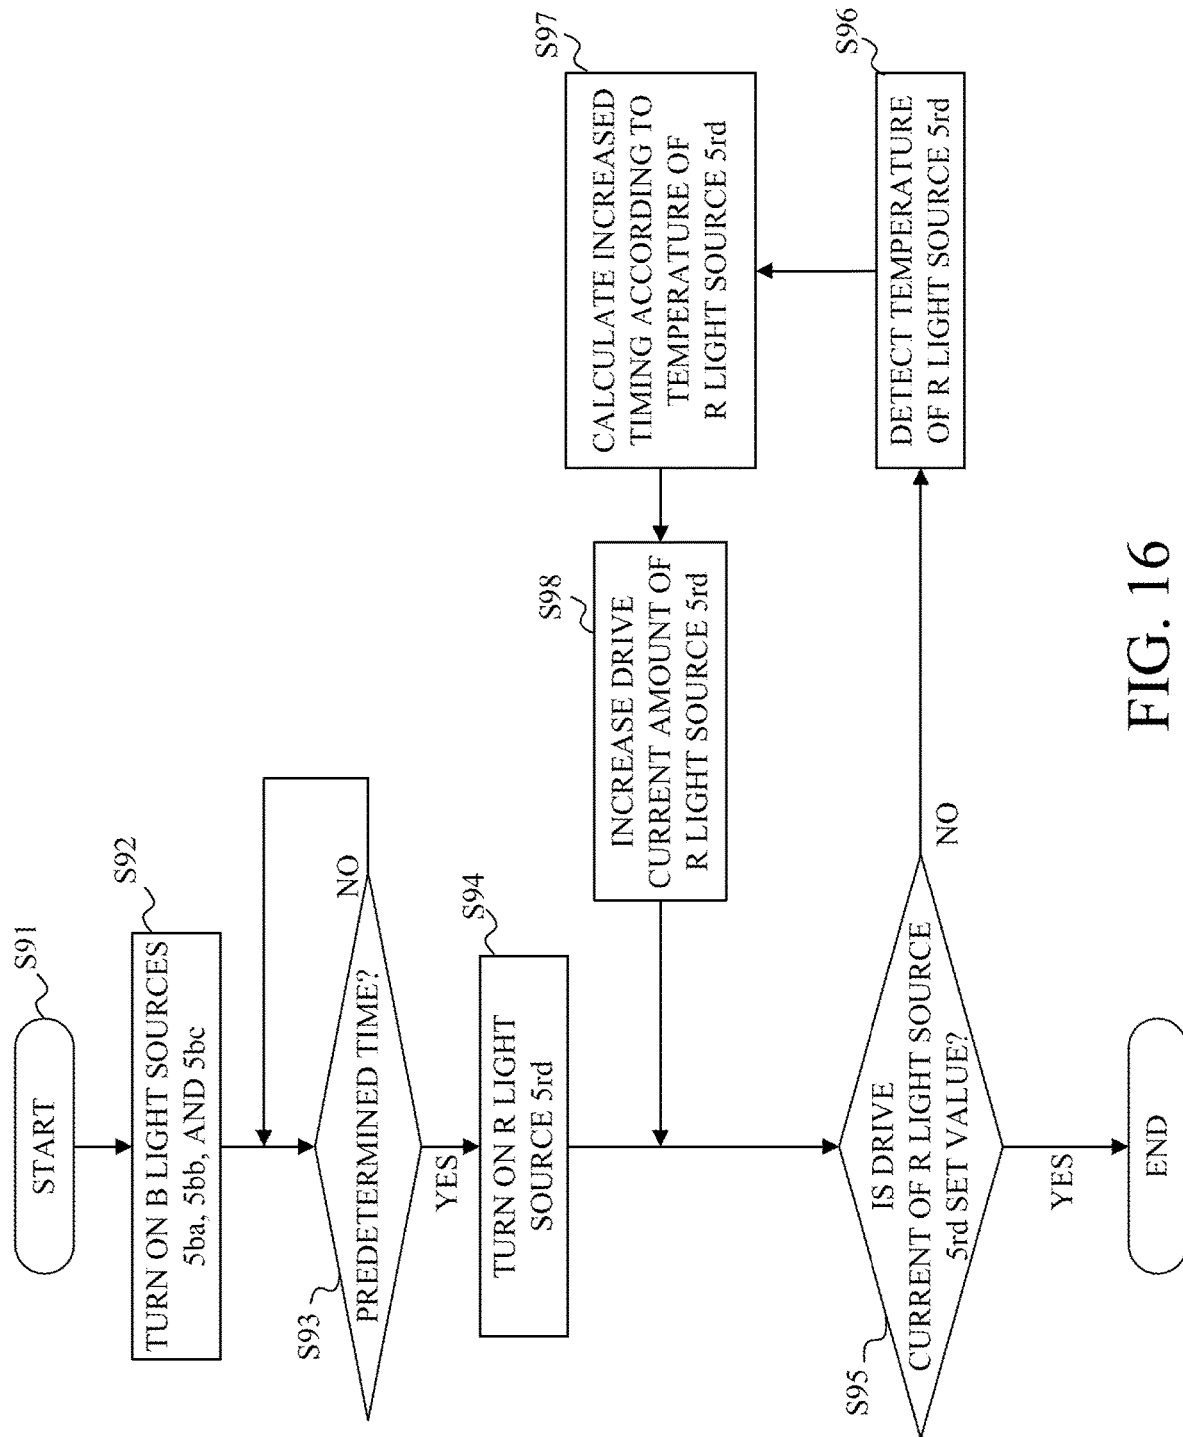 START
S91
TURN ON B LIGHT SOURCES
5ba, 5bb, AND 5bc
S92
PREDETERMINED TIME?
S93
NO
YES
TURN ON R LIGHT
SOURCE 5rd
S94
IS DRIVE
CURRENT OF R LIGHT SOURCE
5rd SET VALUE?
S95
NO
YES
DETECT TEMPERATURE
OF R LIGHT SOURCE 5rd
S96
CALCULATE INCREASED
TIMING ACCORDING TO
TEMPERATURE OF
R LIGHT SOURCE 5rd
S97
INCREASE DRIVE
CURRENT AMOUNT OF
R LIGHT SOURCE 5rd
S98
END
FIG. 16